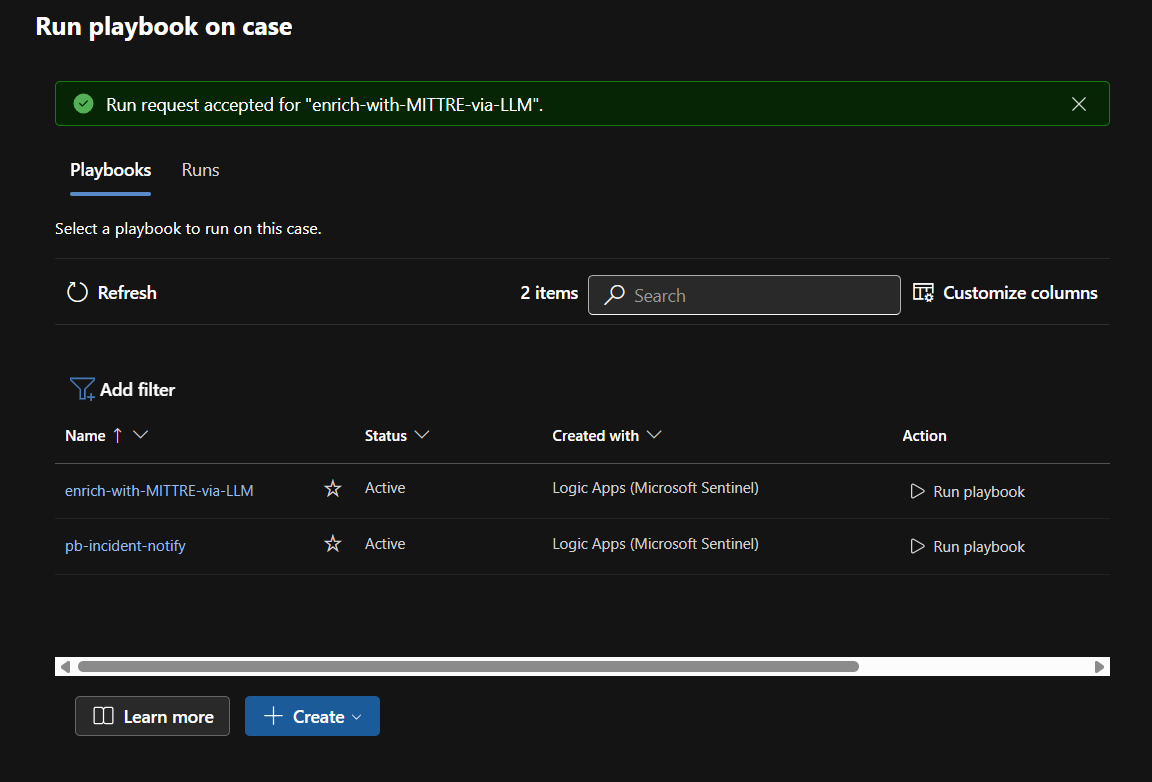 Run playbook on case
Run request accepted for "enrich-with-MITTRE-via-LLM".
Playbooks Runs
Select a playbook to run on this case.
Refresh 2 items Search Customize columns
Add filter
Name Status Created with Action
enrich-with-MITTRE-via-LLM Active Logic Apps (Microsoft Sentinel) Run playbook
pb-incident-notify Active Logic Apps (Microsoft Sentinel) Run playbook
Learn more Create